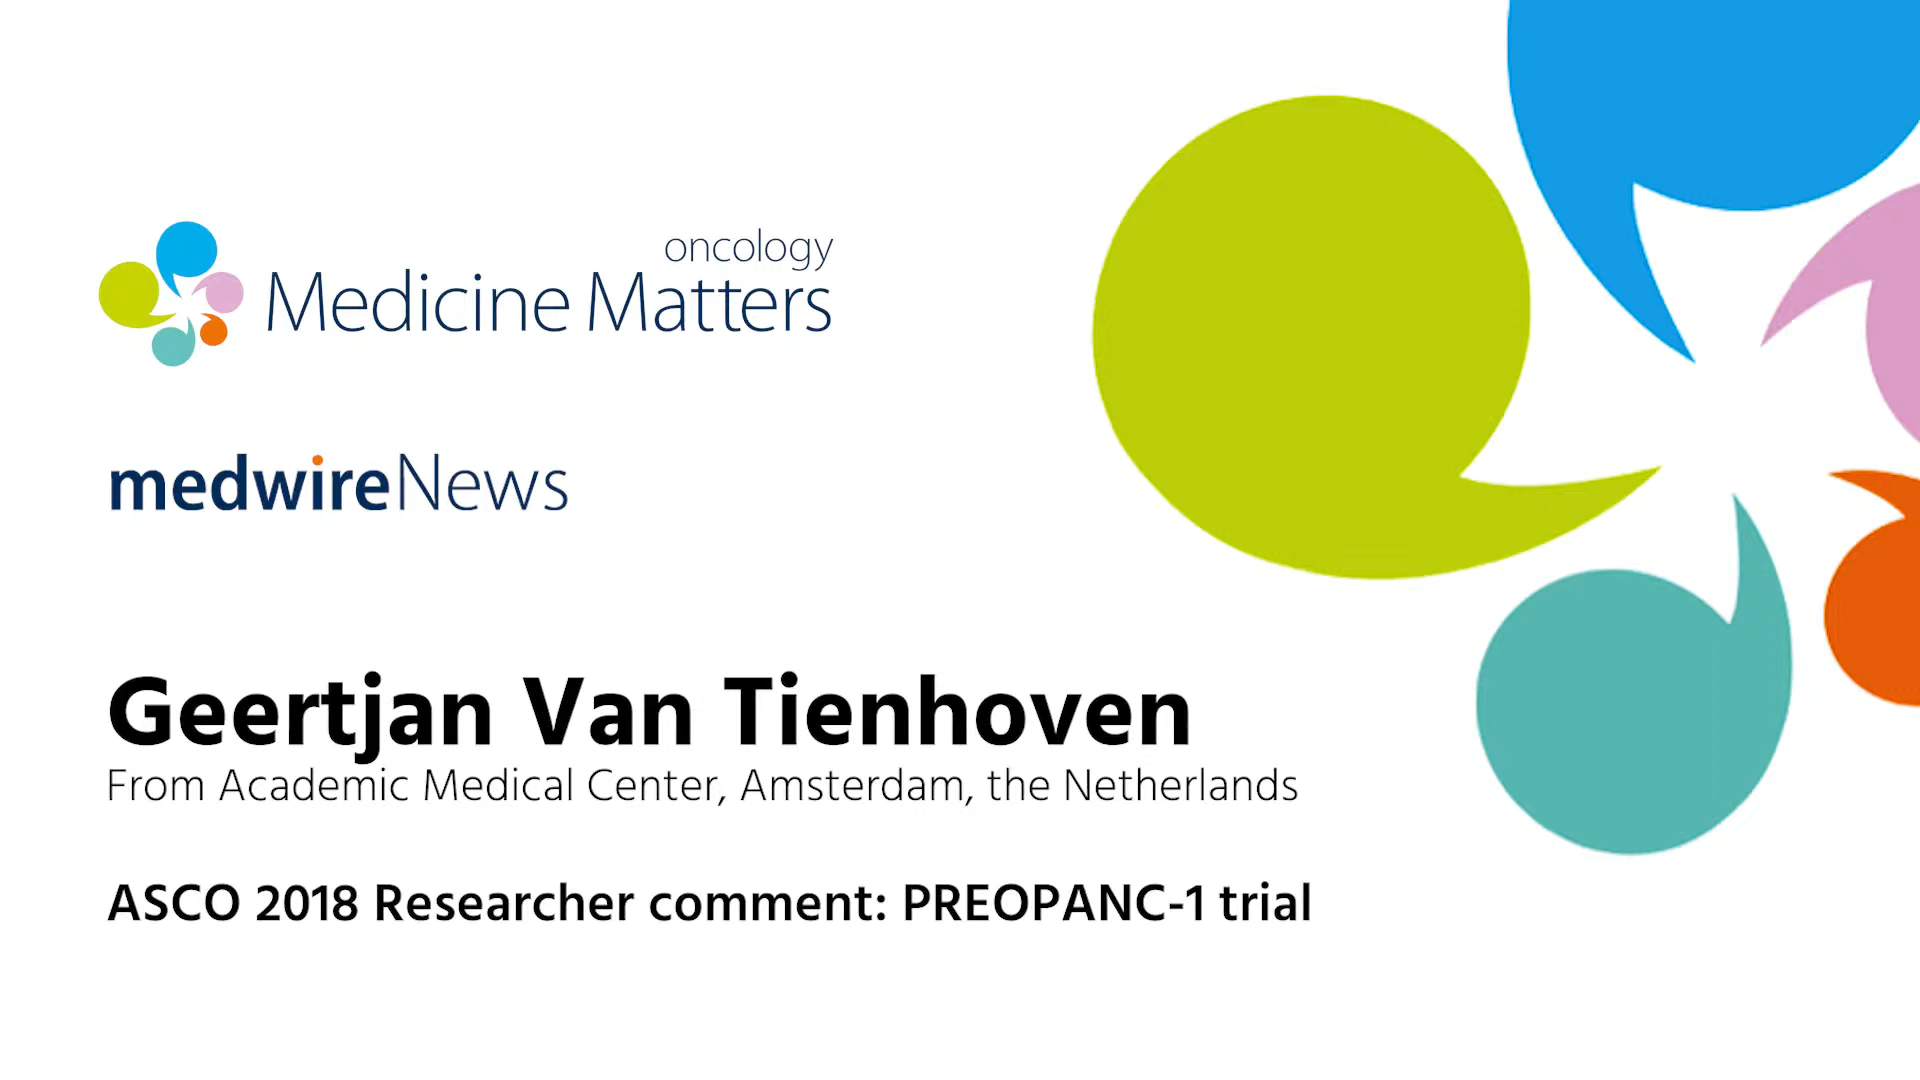 oncology
Medicine Matters
medwireNews
Geertjan Van Tienhoven
From Academic Medical Center, Amsterdam, the Netherlands
ASCO 2018 Researcher comment: PREOPANC-1 trial